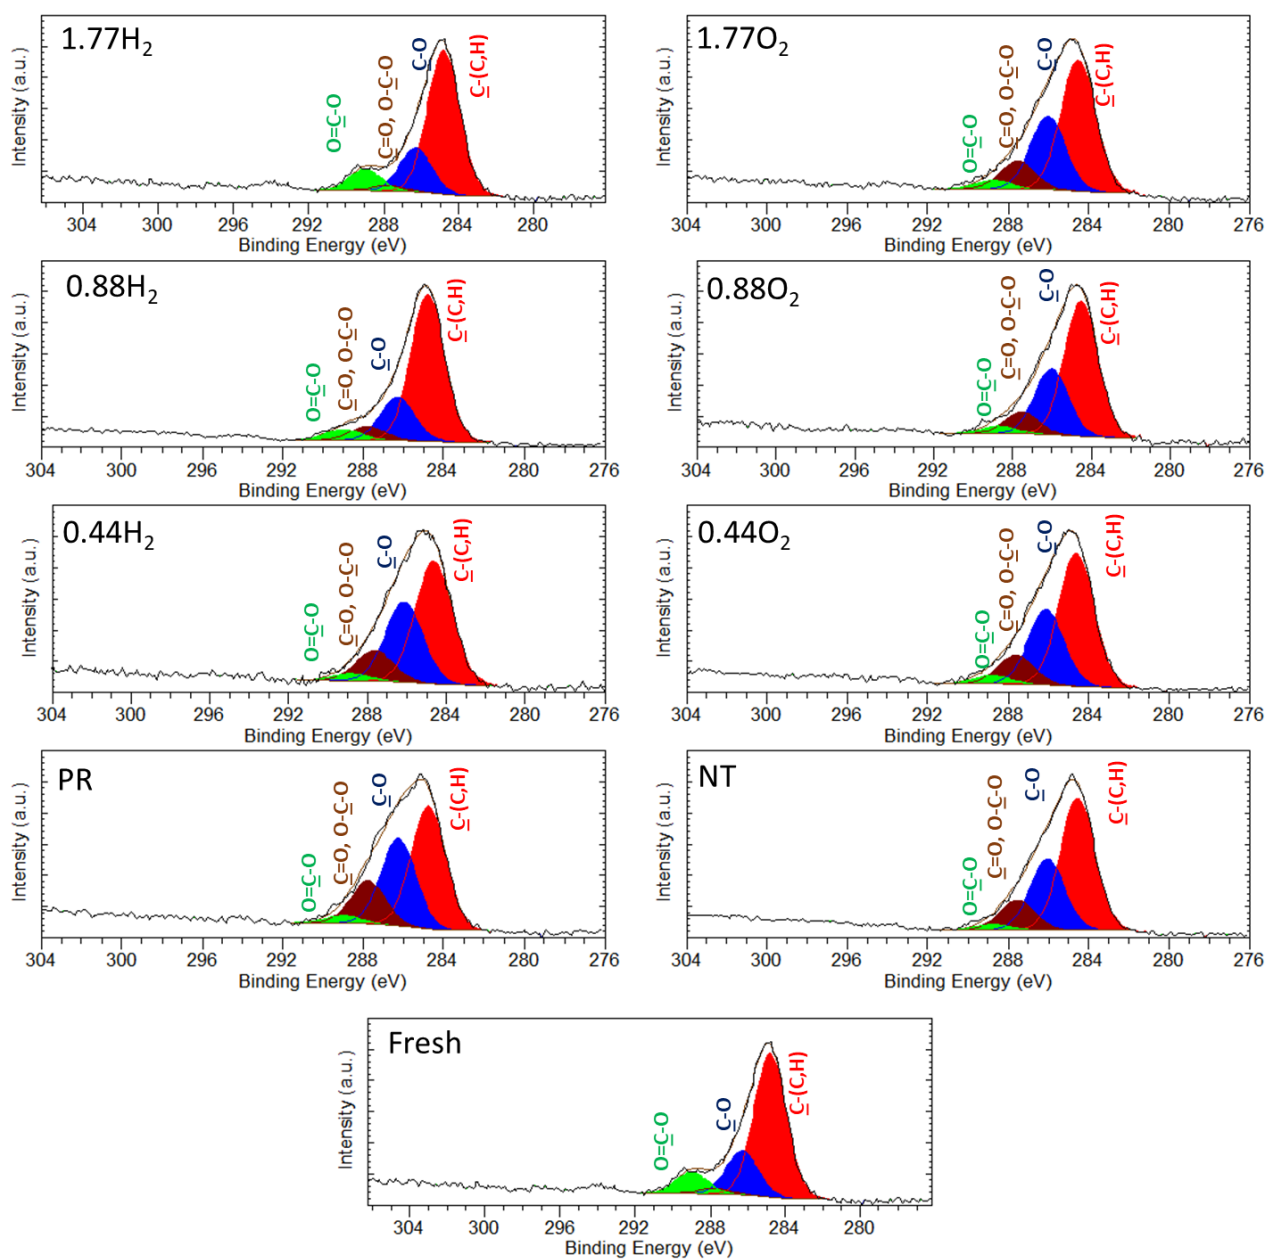 1.77H₂
O=C-O
C=O, O-C-O
C-O
C-(C,H)
Intensity (a.u.)
304 300 296 292 288 284 280
Binding Energy (eV)
1.77O₂
O=C-O
C=O, O-C-O
C-O
C-(C,H)
Intensity (a.u.)
304 300 296 292 288 284 280 276
Binding Energy (eV)
0.88H₂
O=C-O
C=O, O-C-O
C-O
C-(C,H)
Intensity (a.u.)
304 300 296 292 288 284 280 276
Binding Energy (eV)
0.88O₂
O=C-O
C=O, O-C-O
C-O
C-(C,H)
Intensity (a.u.)
304 300 296 292 288 284 280 276
Binding Energy (eV)
0.44H₂
O=C-O
C=O, O-C-O
C-O
C-(C,H)
Intensity (a.u.)
304 300 296 292 288 284 280 276
Binding Energy (eV)
0.44O₂
O=C-O
C=O, O-C-O
C-O
C-(C,H)
Intensity (a.u.)
304 300 296 292 288 284 280 276
Binding Energy (eV)
PR
O=C-O
C=O, O-C-O
C-O
C-(C,H)
Intensity (a.u.)
304 300 296 292 288 284 280 276
Binding Energy (eV)
NT
O=C-O
C=O, O-C-O
C-O
C-(C,H)
Intensity (a.u.)
304 300 296 292 288 284 280 276
Binding Energy (eV)
Fresh
O=C-O
C-O
C-(C,H)
Intensity (a.u.)
304 300 296 292 288 284 280
Binding Energy (eV)